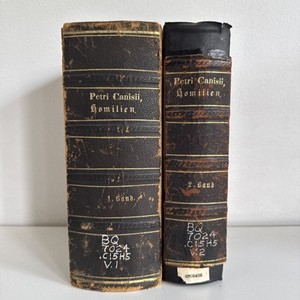 Petri Canisii,
Homilien.
1. Band.
BQ
7024
.C15H5
V.1
Petri Canisii,
Homilien.
2. Band
BQ
7024
.C15H5
V.2